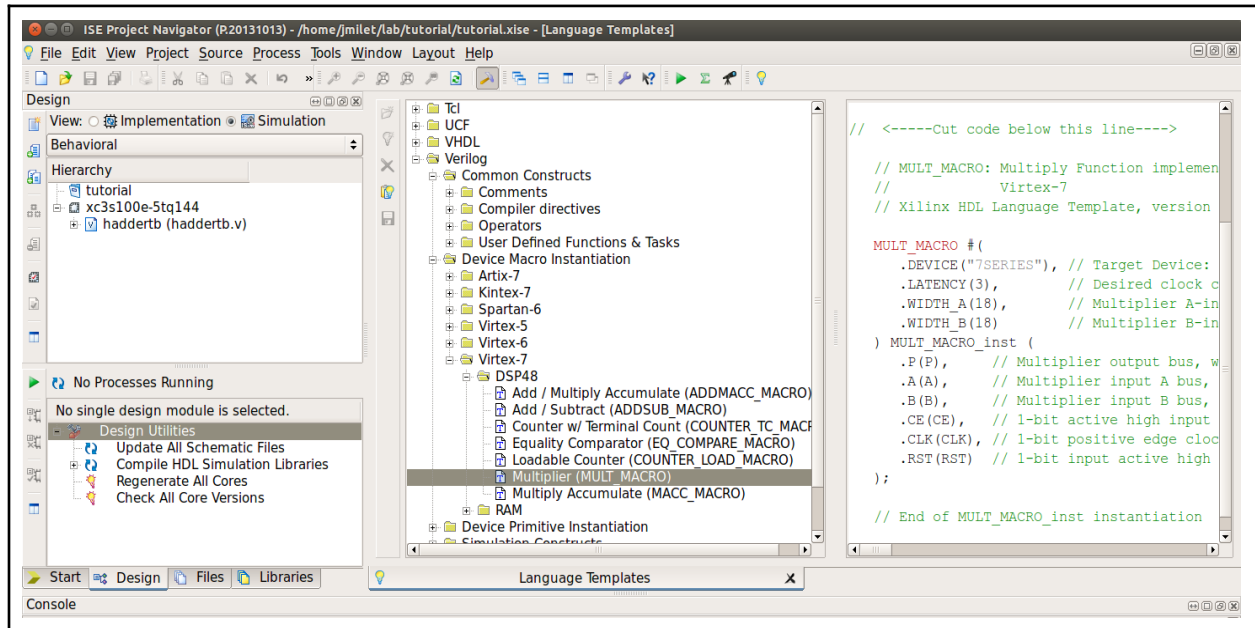 ISE Project Navigator (P.20131013) - /home/jmilet/lab/tutorial/tutorial.xise - [Language Templates]
File Edit View Project Source Process Tools Window Layout Help
Design
View: Implementation Simulation
Behavioral
Hierarchy
tutorial
xc3s100e-5tq144
haddertb (haddertb.v)
No Processes Running
No single design module is selected.
Design Utilities
Update All Schematic Files
Compile HDL Simulation Libraries
Regenerate All Cores
Check All Core Versions
Start Design Files Libraries
Tcl
UCF
VHDL
Verilog
Common Constructs
Comments
Compiler directives
Operators
User Defined Functions & Tasks
Device Macro Instantiation
Artix-7
Kintex-7
Spartan-6
Virtex-5
Virtex-6
Virtex-7
DSP48
Add / Multiply Accumulate (ADDMACC_MACRO)
Add / Subtract (ADDSUB_MACRO)
Counter w/ Terminal Count (COUNTER_TC_MACR
Equality Comparator (EQ_COMPARE_MACRO)
Loadable Counter (COUNTER_LOAD_MACRO)
Multiplier (MULT_MACRO)
Multiply Accumulate (MACC_MACRO)
RAM
Device Primitive Instantiation
Simulation Constructs
Language Templates
// <-----Cut code below this line---->
// MULT_MACRO: Multiply Function implemen
// Virtex-7
// Xilinx HDL Language Template, version
MULT_MACRO #(
.DEVICE("7SERIES"), // Target Device:
.LATENCY(3), // Desired clock c
.WIDTH_A(18), // Multiplier A-in
.WIDTH_B(18) // Multiplier B-in
) MULT_MACRO_inst (
.P(P), // Multiplier output bus, w
.A(A), // Multiplier input A bus,
.B(B), // Multiplier input B bus,
.CE(CE), // 1-bit active high input
.CLK(CLK), // 1-bit positive edge cloc
.RST(RST) // 1-bit input active high
);
// End of MULT_MACRO_inst instantiation
Console